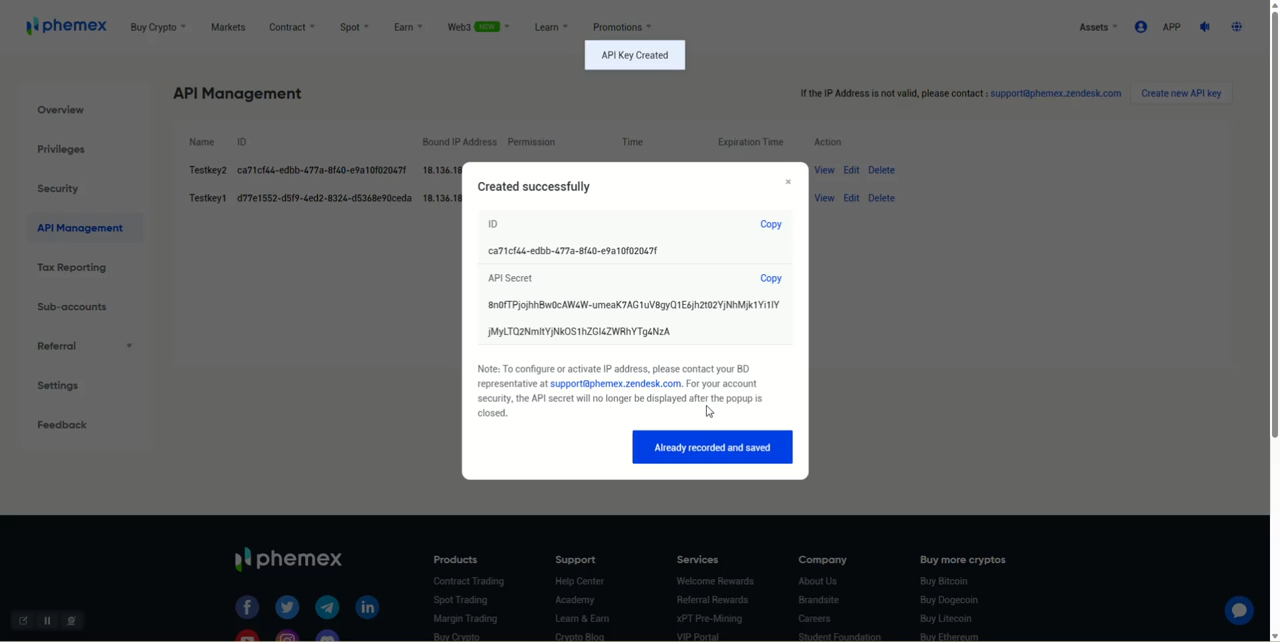 phemex Buy Crypto Markets Contract Spot Earn Web3 NEW Learn Promotions Assets APP
API Key Created
API Management
If the IP Address is not valid, please contact : support@phemex.zendesk.com Create new API key
Overview
Privileges
Security
API Management
Tax Reporting
Sub-accounts
Referral
Settings
Feedback
Name ID Bound IP Address Permission Time Expiration Time Action
Testkey2 ca71cf44-edbb-477a-8f40-e9a10f02047f 18.136.18 View Edit Delete
Testkey1 d77e1552-d5f9-4ed2-8324-d5368e90ceda 18.136.18 View Edit Delete
Created successfully ×
ID Copy
ca71cf44-edbb-477a-8f40-e9a10f02047f
API Secret Copy
8n0fTPjojhhBw0cAW4W-umeaK7AG1uV8gyQ1E6jh2t02YjNhMjk1Yi1lY
jMyLTQ2NmItYjNkOS1hZGI4ZWRhYTg4NzA
Note: To configure or activate IP address, please contact your BD
representative at support@phemex.zendesk.com. For your account
security, the API secret will no longer be displayed after the popup is
closed.
Already recorded and saved
phemex
Products Support Services Company Buy more cryptos
Contract Trading Help Center Welcome Rewards About Us Buy Bitcoin
Spot Trading Academy Referral Rewards Brandsite Buy Dogecoin
Margin Trading Learn & Earn xPT Pre-Mining Careers Buy Litecoin
Buy Crypto Crypto Blog VIP Portal Student Foundation Buy Ethereum